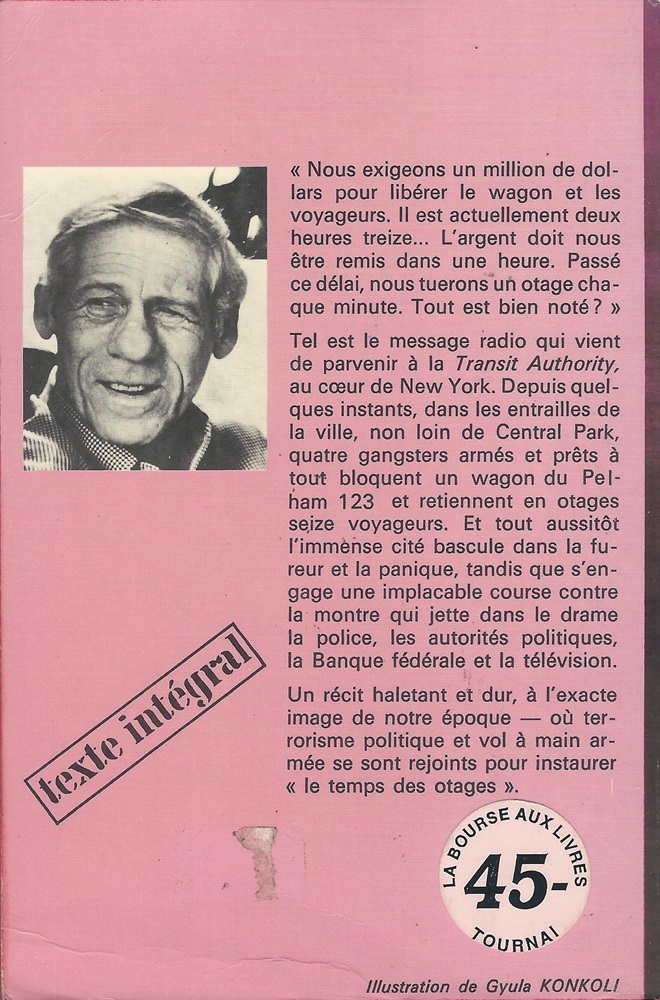 « Nous exigeons un million de dol-
lars pour libérer le wagon et les
voyageurs. Il est actuellement deux
heures treize... L'argent doit nous
être remis dans une heure. Passé
ce délai, nous tuerons un otage cha-
que minute. Tout est bien noté ? »
Tel est le message radio qui vient
de parvenir à la Transit Authority,
au cœur de New York. Depuis quel-
ques instants, dans les entrailles de
la ville, non loin de Central Park,
quatre gangsters armés et prêts à
tout bloquent un wagon du Pel-
ham 123 et retiennent en otages
seize voyageurs. Et tout aussitôt
l'immense cité bascule dans la fu-
reur et la panique, tandis que s'en-
gage une implacable course contre
la montre qui jette dans le drame
la police, les autorités politiques,
la Banque fédérale et la télévision.
Un récit haletant et dur, à l'exacte
image de notre époque — où ter-
rorisme politique et vol à main ar-
mée se sont rejoints pour instaurer
« le temps des otages ».
texte intégral
LA BOURSE AUX LIVRES
45-
TOURNAI
Illustration de Gyula KONKOLI